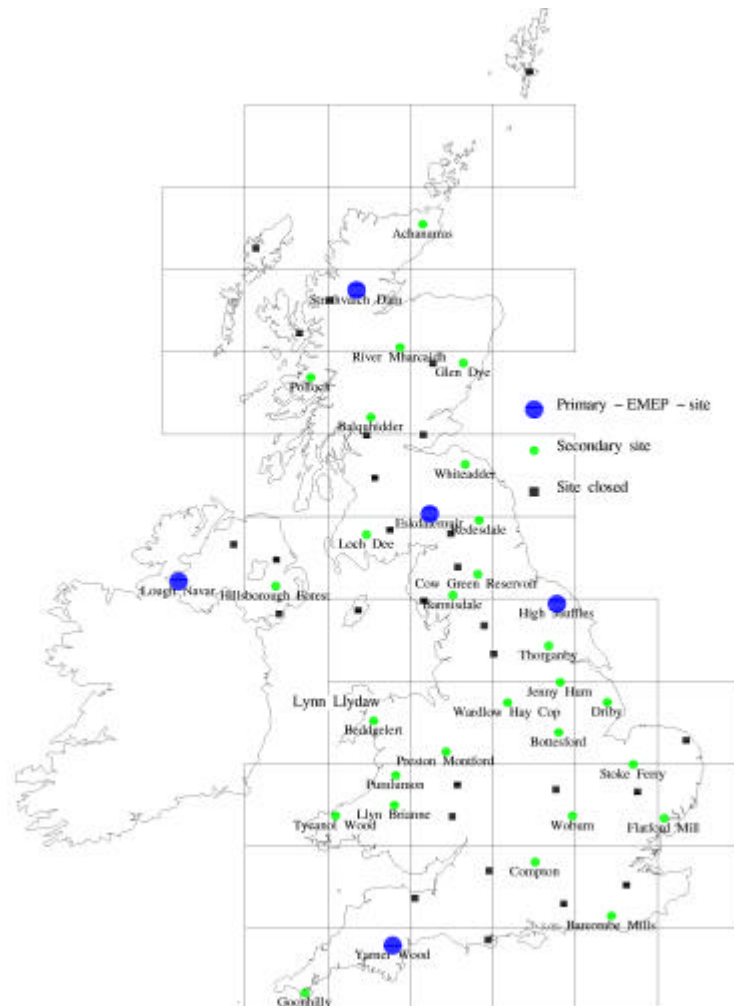 Achanarras
Strathvaich Dam
River Mharcaidh
Glen Dye
Polloch
Primary - EMEP - site
Balquhidder
Secondary site
Whiteadder
Site closed
Eskdalemuir
Redesdale
Loch Dee
Cow Green Reservoir
Lough Navar
Hillsborough Forest
Bannisdale
High Muffles
Thorganby
Jenny Hurn
Lynn Llydaw
Wardlow Hay Cop
Driby
Beddgelert
Bottesford
Preston Montford
Stoke Ferry
Pumlumon
Llyn Brianne
Tycanol Wood
Woburn
Flatford Mill
Compton
Barcombe Mills
Yarner Wood
Goonhilly